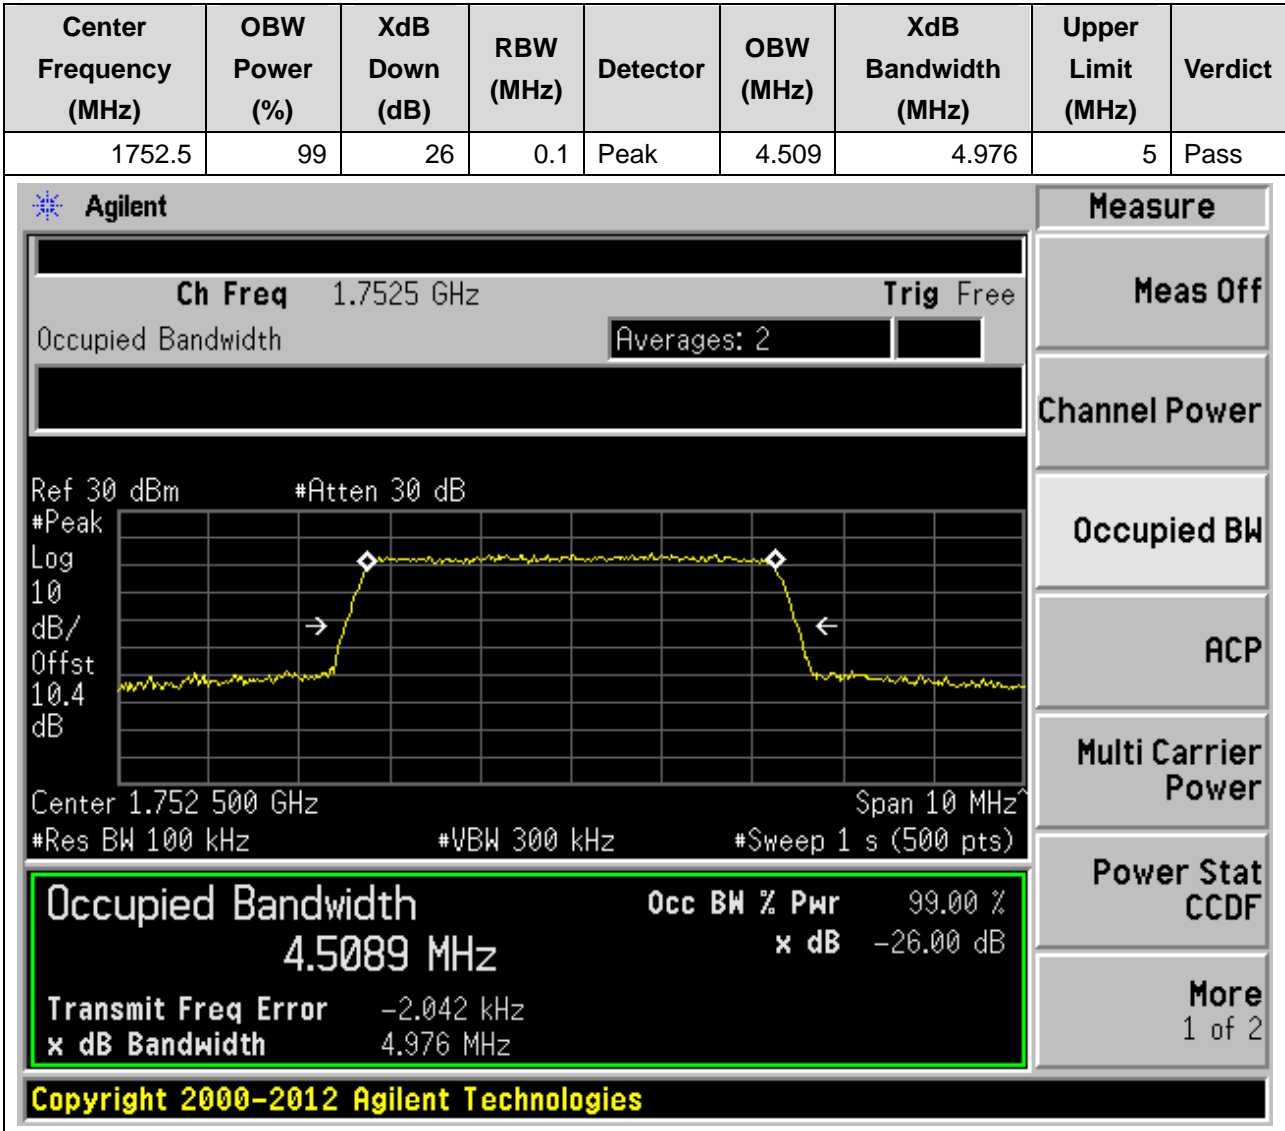 Center Frequency (MHz) OBW Power (%) XdB Down (dB) RBW (MHz) Detector OBW (MHz) XdB Bandwidth (MHz) Upper Limit (MHz) Verdict
1752.5 99 26 0.1 Peak 4.509 4.976 5 Pass
Agilent
Measure
Ch Freq 1.7525 GHz Trig Free
Meas Off
Occupied Bandwidth Averages: 2
Channel Power
Ref 30 dBm #Atten 30 dB
#Peak
Log
10
dB/
Offst
10.4
dB
Occupied BW
ACP
Multi Carrier
Power
Center 1.752 500 GHz Span 10 MHz^
#Res BW 100 kHz #VBW 300 kHz #Sweep 1 s (500 pts)
Power Stat
CCDF
Occupied Bandwidth Occ BW % Pwr 99.00 %
4.5089 MHz x dB -26.00 dB
Transmit Freq Error -2.042 kHz
x dB Bandwidth 4.976 MHz
More
1 of 2
Copyright 2000-2012 Agilent Technologies